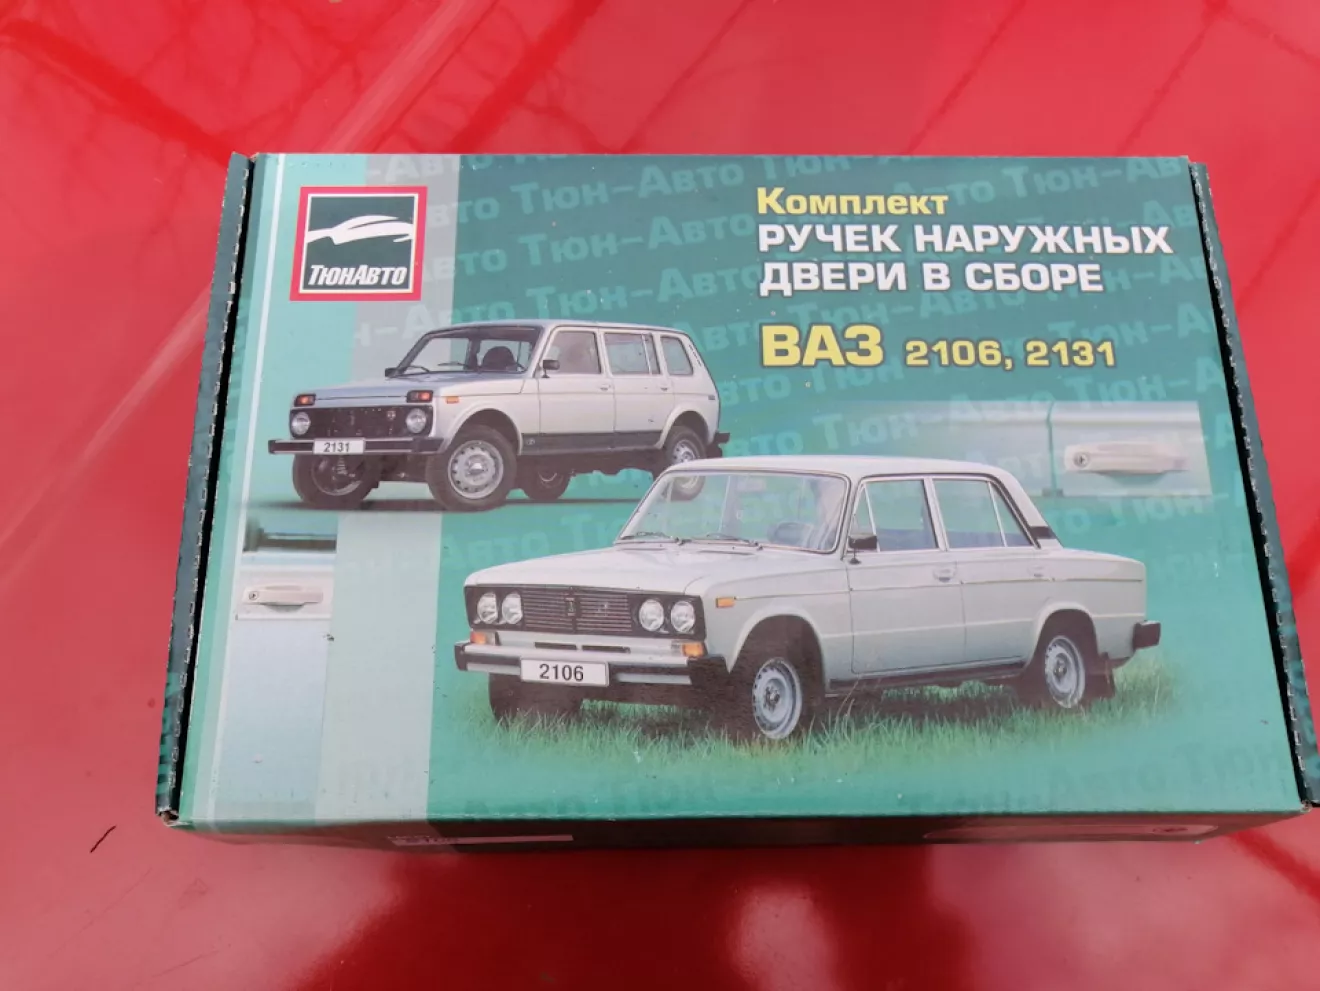 ТюнАвто
Комплект
РУЧЕК НАРУЖНЫХ
ДВЕРИ В СБОРЕ
ВАЗ 2106, 2131
2131
2106